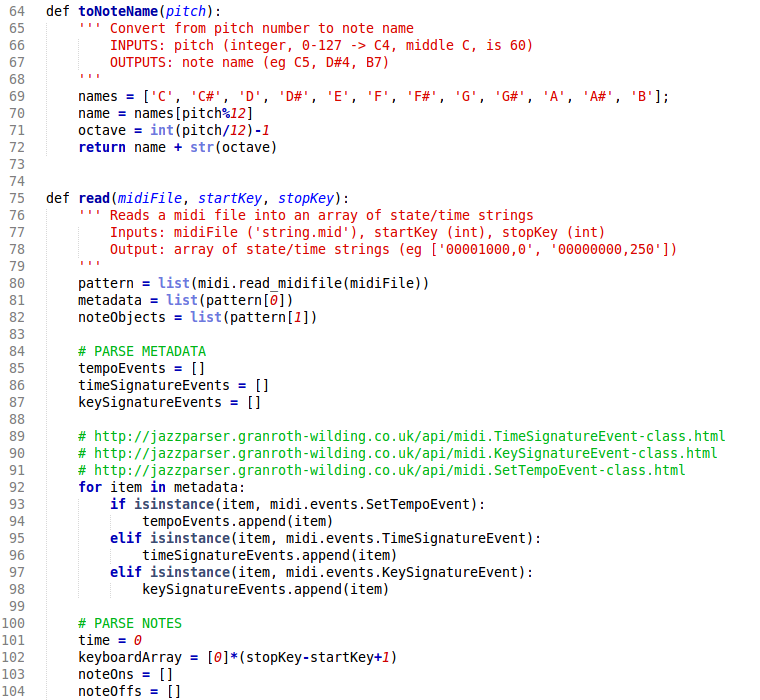 64 def toNoteName(pitch):
65     ''' Convert from pitch number to note name
66         INPUTS: pitch (integer, 0-127 -> C4, middle C, is 60)
67         OUTPUTS: note name (eg C5, D#4, B7)
68     '''
69     names = ['C', 'C#', 'D', 'D#', 'E', 'F', 'F#', 'G', 'G#', 'A', 'A#', 'B'];
70     name = names[pitch%12]
71     octave = int(pitch/12)-1
72     return name + str(octave)
73
74
75 def read(midiFile, startKey, stopKey):
76     ''' Reads a midi file into an array of state/time strings
77         Inputs: midiFile ('string.mid'), startKey (int), stopKey (int)
78         Output: array of state/time strings (eg ['00001000,0', '00000000,250'])
79     '''
80     pattern = list(midi.read_midifile(midiFile))
81     metadata = list(pattern[0])
82     noteObjects = list(pattern[1])
83
84     # PARSE METADATA
85     tempoEvents = []
86     timeSignatureEvents = []
87     keySignatureEvents = []
88
89     # http://jazzparser.granroth-wilding.co.uk/api/midi.TimeSignatureEvent-class.html
90     # http://jazzparser.granroth-wilding.co.uk/api/midi.KeySignatureEvent-class.html
91     # http://jazzparser.granroth-wilding.co.uk/api/midi.SetTempoEvent-class.html
92     for item in metadata:
93         if isinstance(item, midi.events.SetTempoEvent):
94             tempoEvents.append(item)
95         elif isinstance(item, midi.events.TimeSignatureEvent):
96             timeSignatureEvents.append(item)
97         elif isinstance(item, midi.events.KeySignatureEvent):
98             keySignatureEvents.append(item)
99
100     # PARSE NOTES
101     time = 0
102     keyboardArray = [0]*(stopKey-startKey+1)
103     noteOns = []
104     noteOffs = []